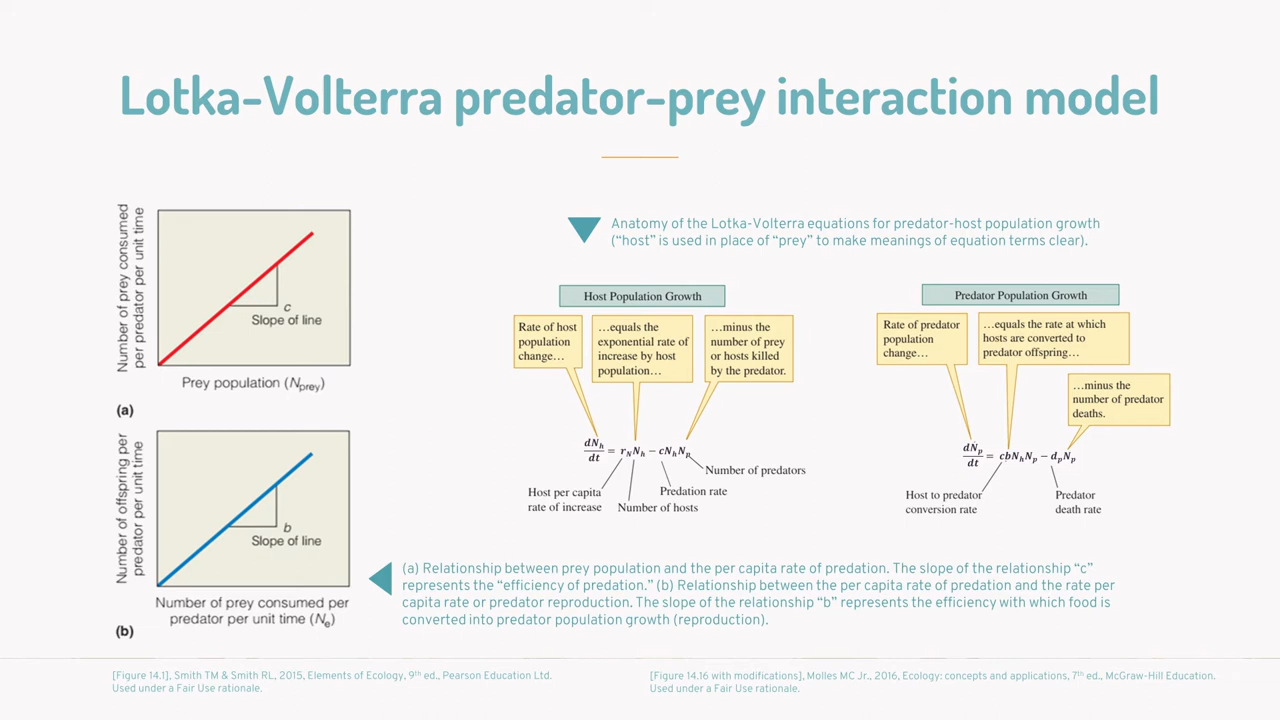 Lotka-Volterra predator-prey interaction model
Number of prey consumed
per predator per unit time
c
Slope of line
Prey population (Nprey)
(a)
Number of offspring per
predator per unit time
b
Slope of line
Number of prey consumed per
predator per unit time (Ne)
(b)
Anatomy of the Lotka-Volterra equations for predator-host population growth
(“host” is used in place of “prey” to make meanings of equation terms clear).
Host Population Growth
Rate of host
population
change…
…equals the
exponential rate of
increase by host
population…
…minus the
number of prey
or hosts killed
by the predator.
dNh/dt = rNNh − cNhNp
Number of predators
Host per capita
rate of increase
Number of hosts
Predation rate
Predator Population Growth
Rate of predator
population
change…
…equals the rate at which
hosts are converted to
predator offspring…
…minus the
number of predator
deaths.
dNp/dt = cbNhNp − dpNp
Host to predator
conversion rate
Predator
death rate
(a) Relationship between prey population and the per capita rate of predation. The slope of the relationship “c”
represents the “efficiency of predation.” (b) Relationship between the per capita rate of predation and the rate per
capita rate or predator reproduction. The slope of the relationship “b” represents the efficiency with which food is
converted into predator population growth (reproduction).
[Figure 14.1], Smith TM & Smith RL, 2015, Elements of Ecology, 9th ed., Pearson Education Ltd.
Used under a Fair Use rationale.
[Figure 14.16 with modifications], Molles MC Jr., 2016, Ecology: concepts and applications, 7th ed., McGraw-Hill Education.
Used under a Fair Use rationale.